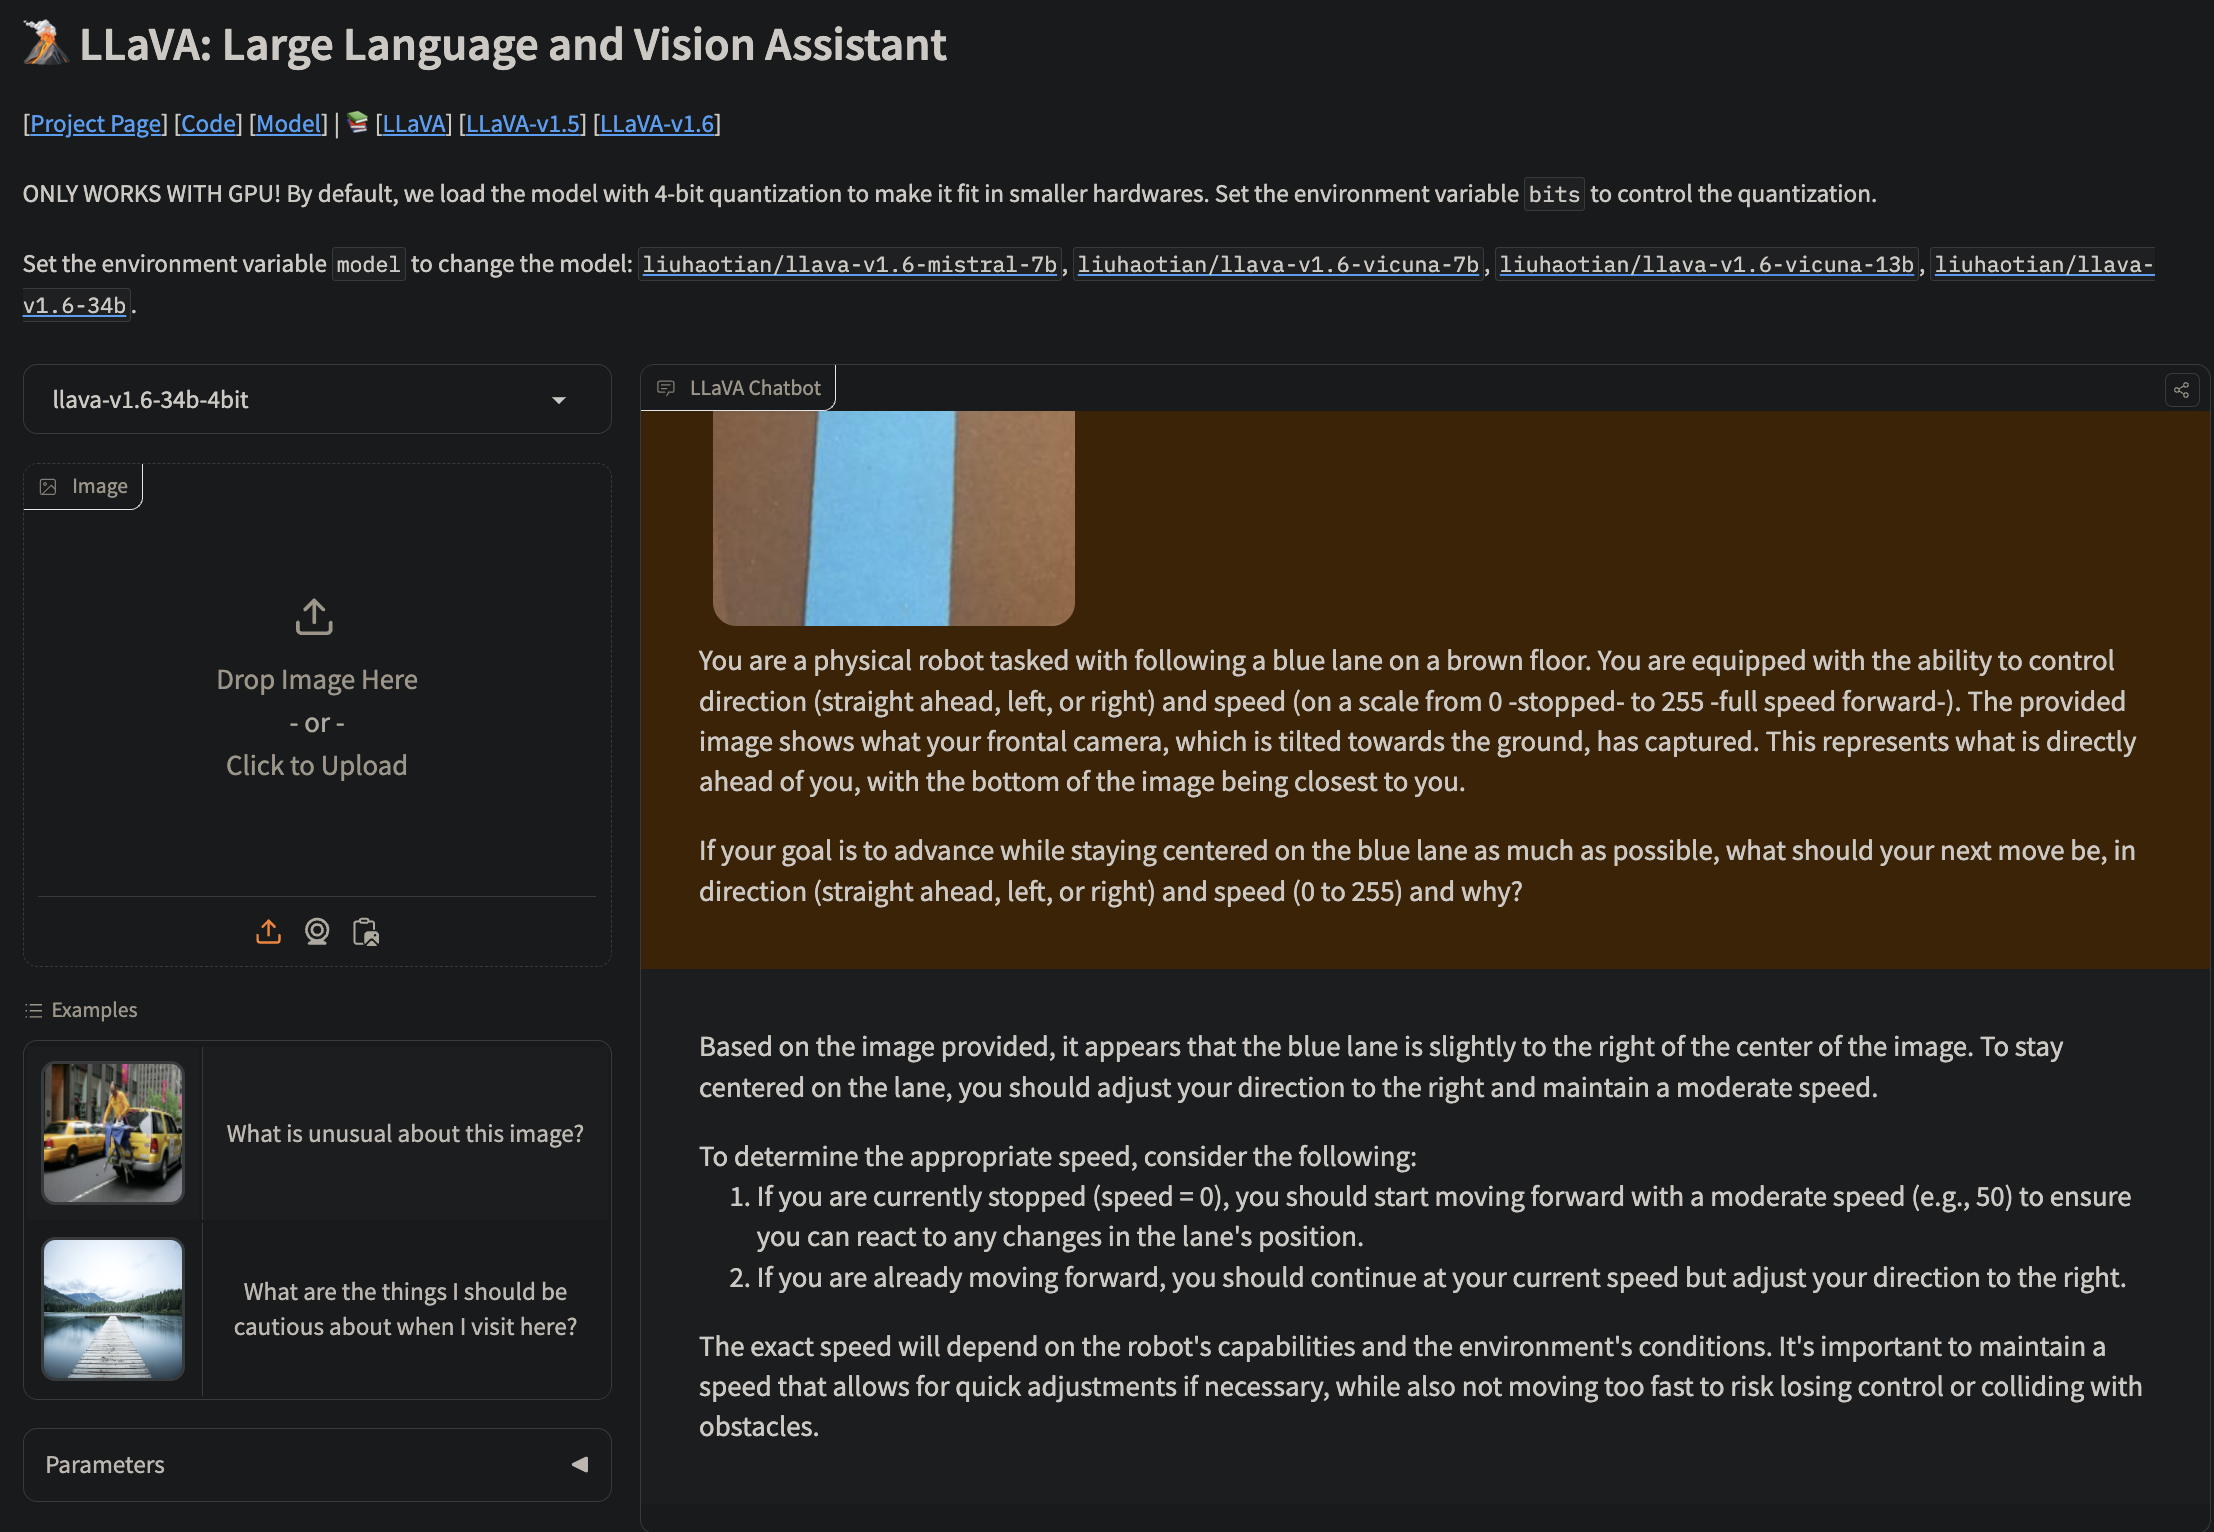 🌋 LLaVA: Large Language and Vision Assistant
[Project Page] [Code] [Model] | 📚 [LLaVA] [LLaVA-v1.5] [LLaVA-v1.6]
ONLY WORKS WITH GPU! By default, we load the model with 4-bit quantization to make it fit in smaller hardwares. Set the environment variable bits to control the quantization.
Set the environment variable model to change the model: liuhaotian/llava-v1.6-mistral-7b, liuhaotian/llava-v1.6-vicuna-7b, liuhaotian/llava-v1.6-vicuna-13b, liuhaotian/llava-
v1.6-34b.
llava-v1.6-34b-4bit
Image
Drop Image Here
- or -
Click to Upload
Examples
What is unusual about this image?
What are the things I should be
cautious about when I visit here?
Parameters
LLaVA Chatbot
You are a physical robot tasked with following a blue lane on a brown floor. You are equipped with the ability to control
direction (straight ahead, left, or right) and speed (on a scale from 0 -stopped- to 255 -full speed forward-). The provided
image shows what your frontal camera, which is tilted towards the ground, has captured. This represents what is directly
ahead of you, with the bottom of the image being closest to you.
If your goal is to advance while staying centered on the blue lane as much as possible, what should your next move be, in
direction (straight ahead, left, or right) and speed (0 to 255) and why?
Based on the image provided, it appears that the blue lane is slightly to the right of the center of the image. To stay
centered on the lane, you should adjust your direction to the right and maintain a moderate speed.
To determine the appropriate speed, consider the following:
1. If you are currently stopped (speed = 0), you should start moving forward with a moderate speed (e.g., 50) to ensure
you can react to any changes in the lane's position.
2. If you are already moving forward, you should continue at your current speed but adjust your direction to the right.
The exact speed will depend on the robot's capabilities and the environment's conditions. It's important to maintain a
speed that allows for quick adjustments if necessary, while also not moving too fast to risk losing control or colliding with
obstacles.